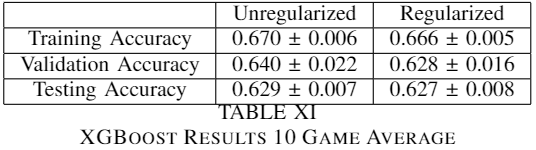 Unregularized Regularized
Training Accuracy 0.670 ± 0.006 0.666 ± 0.005
Validation Accuracy 0.640 ± 0.022 0.628 ± 0.016
Testing Accuracy 0.629 ± 0.007 0.627 ± 0.008
TABLE XI
XGBOOST RESULTS 10 GAME AVERAGE